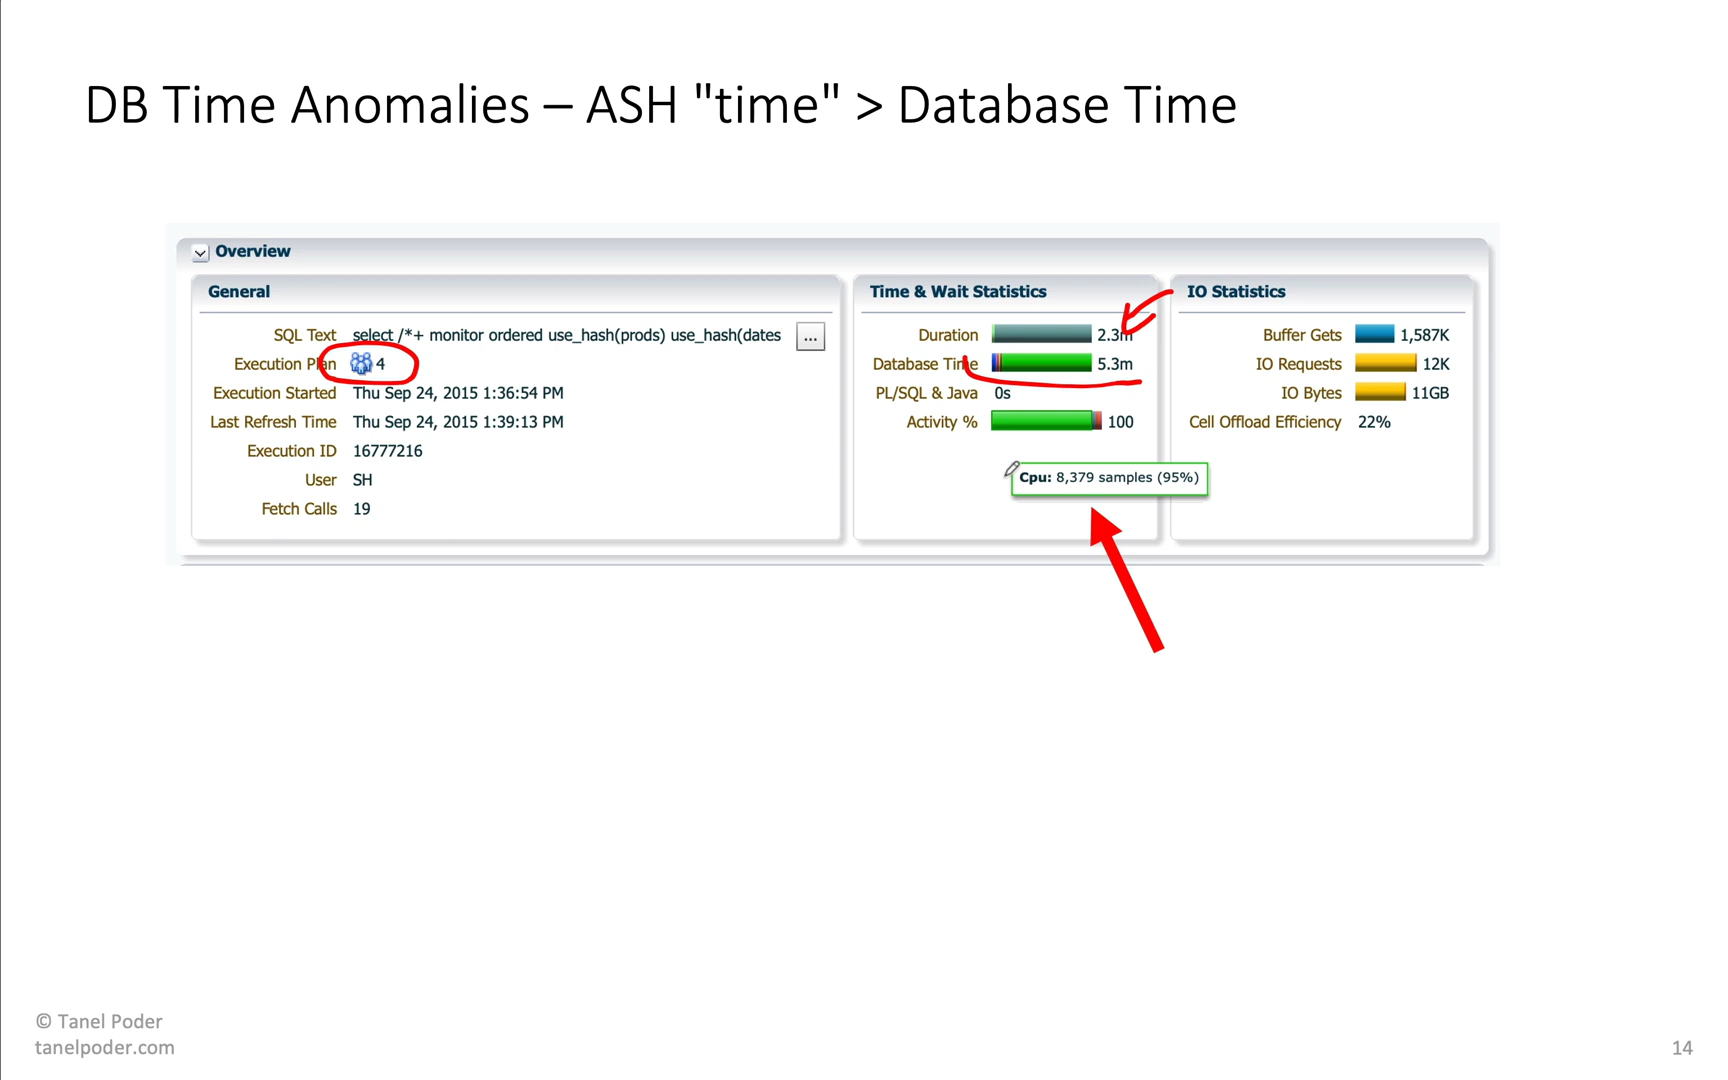 DB Time Anomalies – ASH "time" > Database Time
Overview
General
SQL Text select /*+ monitor ordered use_hash(prods) use_hash(dates ...
Execution Plan 4
Execution Started Thu Sep 24, 2015 1:36:54 PM
Last Refresh Time Thu Sep 24, 2015 1:39:13 PM
Execution ID 16777216
User SH
Fetch Calls 19
Time & Wait Statistics
Duration 2.3m
Database Time 5.3m
PL/SQL & Java 0s
Activity % 100
Cpu: 8,379 samples (95%)
IO Statistics
Buffer Gets 1,587K
IO Requests 12K
IO Bytes 11GB
Cell Offload Efficiency 22%
© Tanel Poder
tanelpoder.com
14